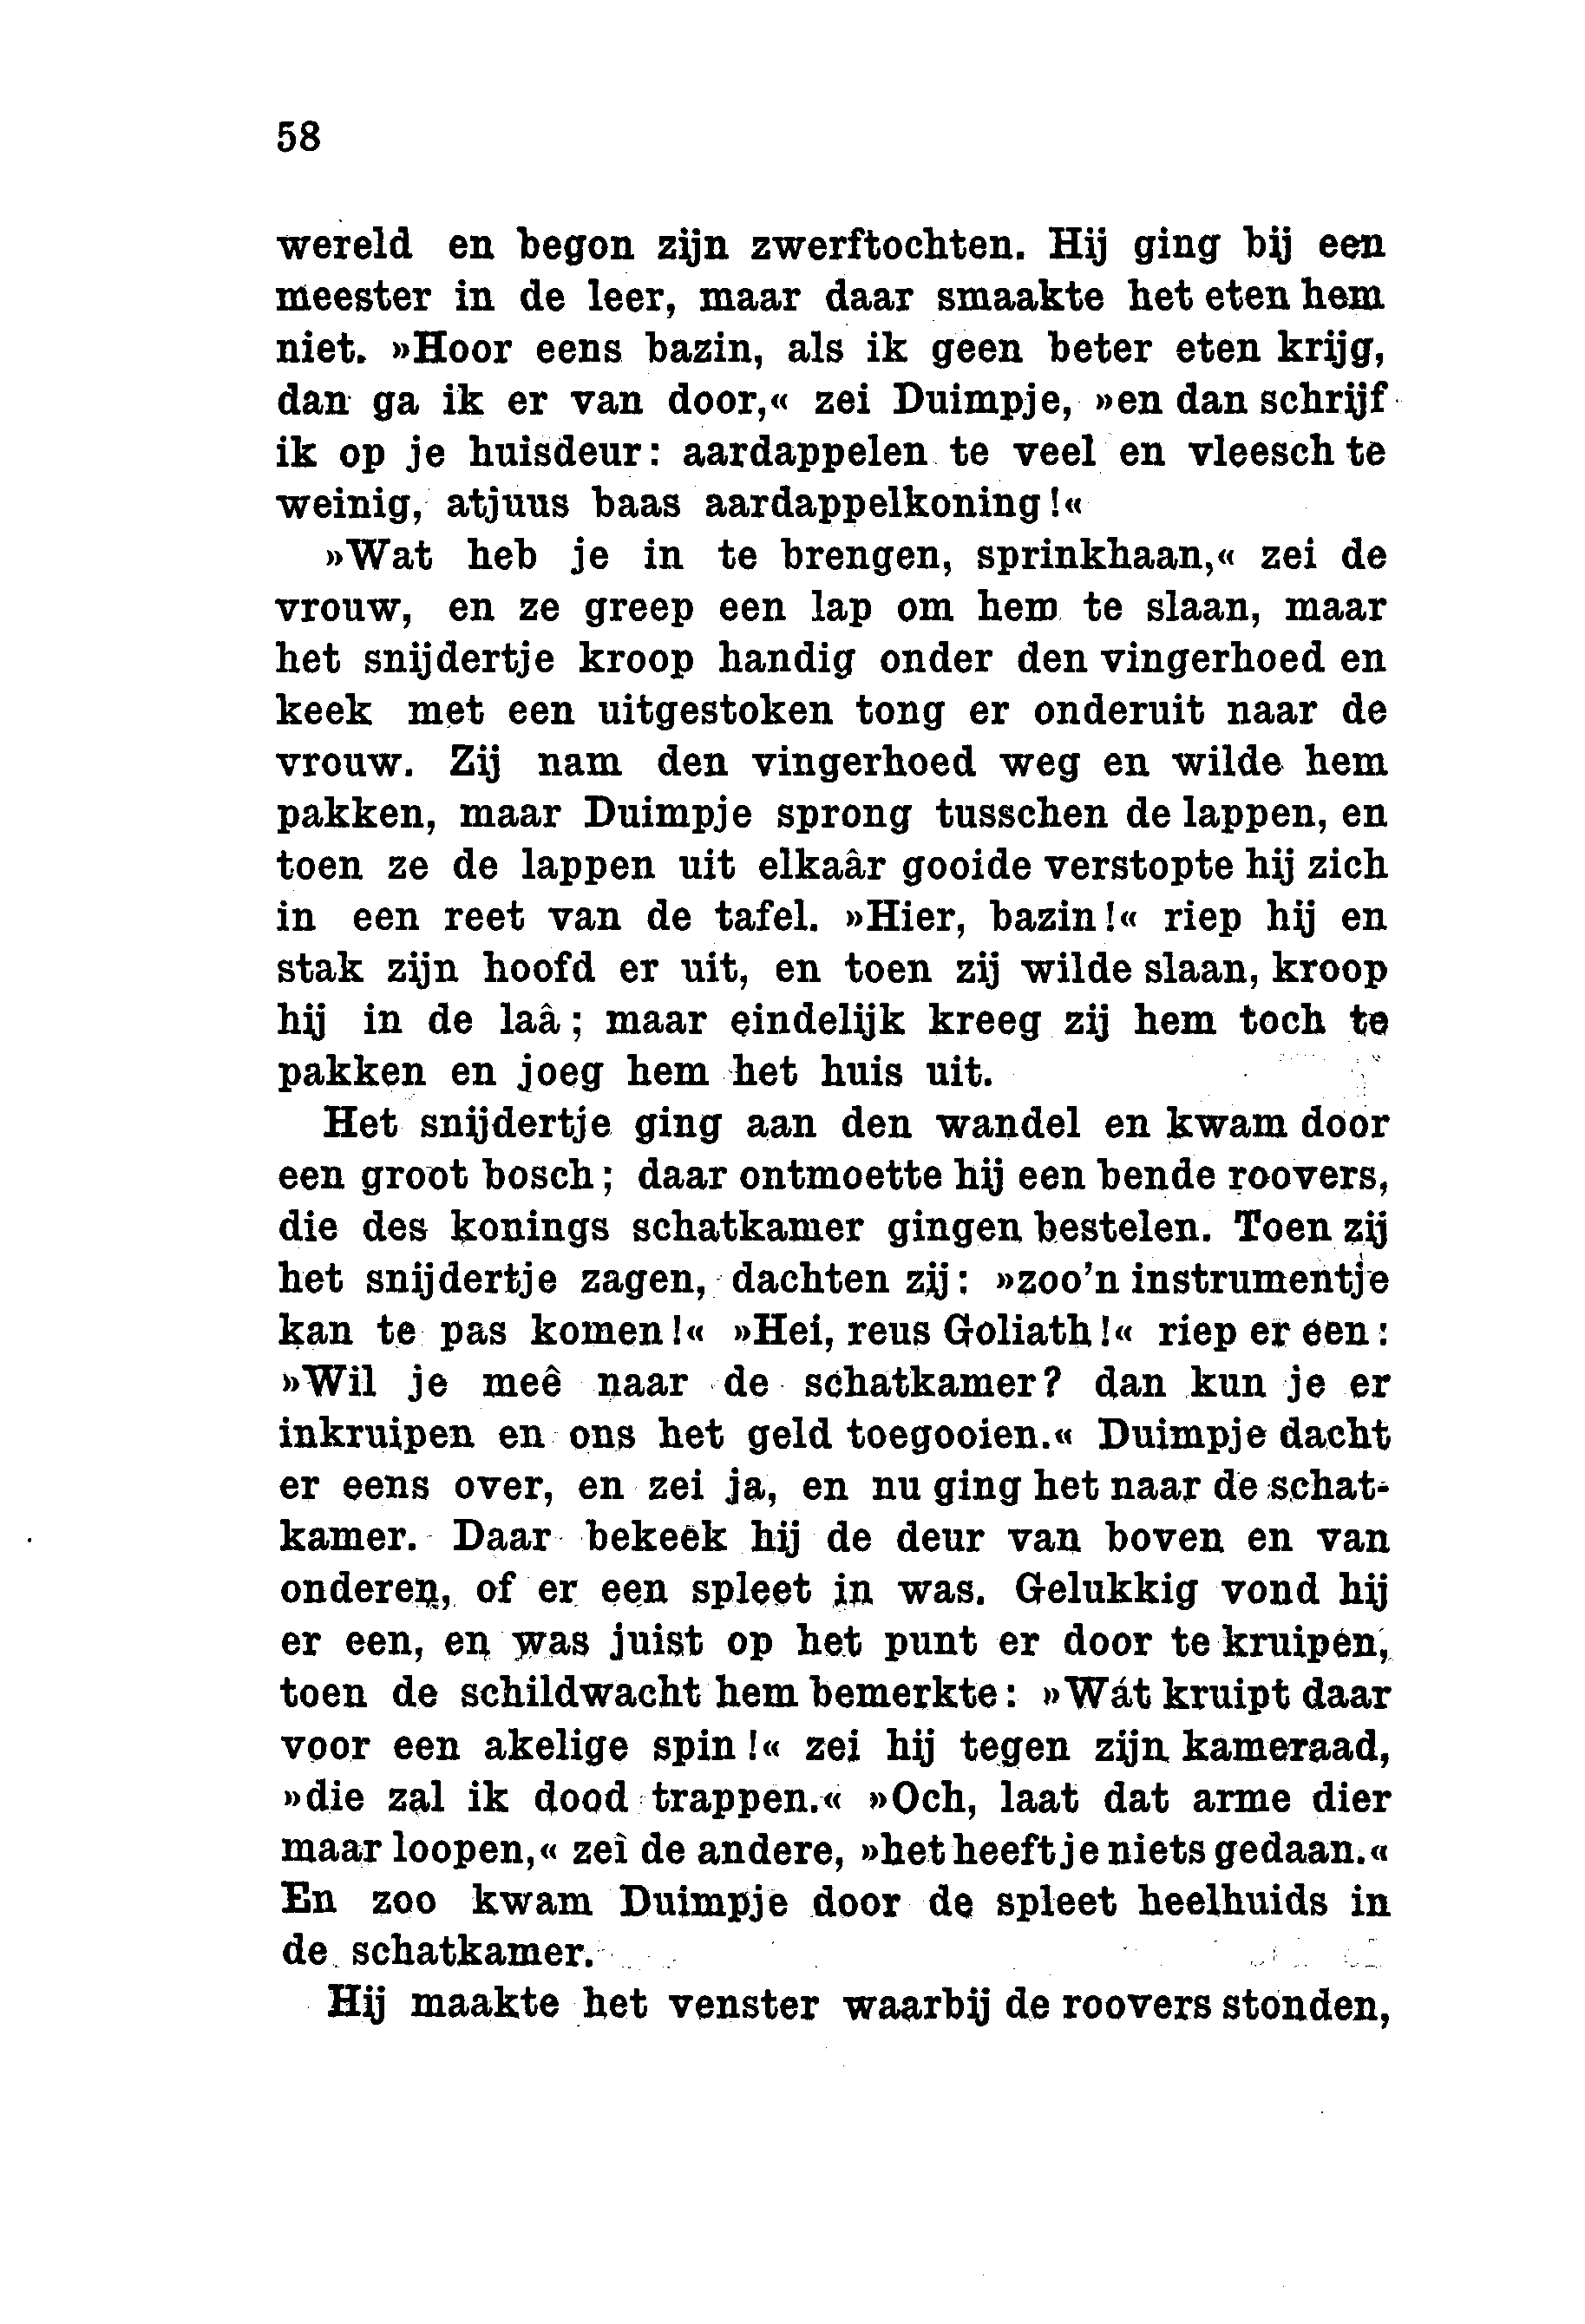 58
wereld en begon zijn zwerftochten. Hij ging bij een
meester in de leer, maar daar smaakte het eten hem
niet. »Hoor eens bazin, als ik geen beter eten krijg,
dan ga ik er van door,« zei Duimpje, »en dan schrijf
ik op je huisdeur: aardappelen te veel en vleesch te
weinig, atjuus baas aardappelkoning!«
»Wat heb je in te brengen, sprinkhaan,« zei de
vrouw, en ze greep een lap om hem te slaan, maar
het snijdertje kroop handig onder den vingerhoed en
keek met een uitgestoken tong er onderuit naar de
vrouw. Zij nam den vingerhoed weg en wilde hem
pakken, maar Duimpje sprong tusschen de lappen, en
toen ze de lappen uit elkaâr gooide verstopte hij zich
in een reet van de tafel. »Hier, bazin!« riep hij en
stak zijn hoofd er uit, en toen zij wilde slaan, kroop
hij in de laâ; maar eindelijk kreeg zij hem toch te
pakken en joeg hem het huis uit.
Het snijdertje ging aan den wandel en kwam door
een groot bosch; daar ontmoette hij een bende roovers,
die des konings schatkamer gingen bestelen. Toen zij
het snijdertje zagen, dachten zij: »zoo'n instrumentje
kan te pas komen!« »Hei, reus Goliath!« riep er een:
»Wil je meê naar de schatkamer? dan kun je er
inkruipen en ons het geld toegooien.« Duimpje dacht
er eens over, en zei ja, en nu ging het naar de schat-
kamer. Daar bekeek hij de deur van boven en van
onderen, of er een spleet in was. Gelukkig vond hij
er een, en was juist op het punt er door te kruipen,
toen de schildwacht hem bemerkte: »Wát kruipt daar
voor een akelige spin!« zei hij tegen zijn kameraad,
»die zal ik dood trappen.« »Och, laat dat arme dier
maar loopen,« zei de andere, »het heeft je niets gedaan.«
En zoo kwam Duimpje door de spleet heelhuids in
de schatkamer.
Hij maakte het venster waarbij de roovers stonden,